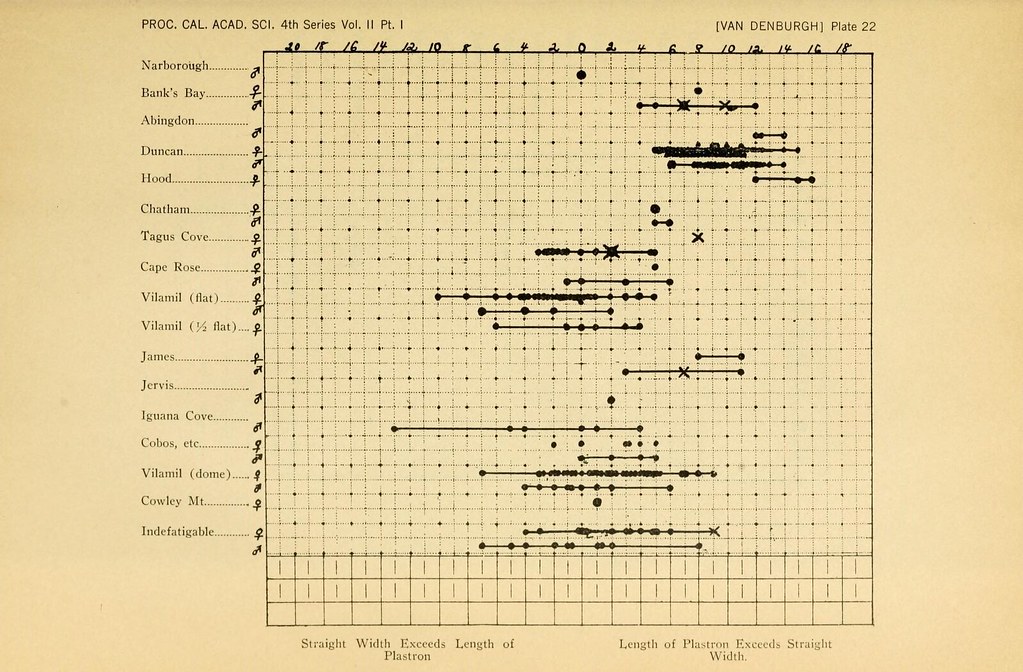 PROC. CAL. ACAD. SCI. 4th Series Vol. II Pt. I [VAN DENBURGH] Plate 22
20 18 16 14 12 10 8 6 4 2 0 2 4 6 8 10 12 14 16 18
Narborough............ ♂
Bank's Bay............ ♀
♂
Abingdon............
♂
Duncan............ ♀
♂
Hood............ ♀
Chatham............ ♀
♂
Tagus Cove............ ♀
♂
Cape Rose............ ♀
♂
Vilamil (flat)........ ♀
♂
Vilamil (½ flat).... ♀
James............ ♀
♂
Jervis............
♂
Iguana Cove............
♂
Cobos, etc............ ♀
♂
Vilamil (dome)..... ♀
♂
Cowley Mt............ ♀
Indefatigable.......... ♀
♂
Straight Width Exceeds Length of Length of Plastron Exceeds Straight
Plastron Width.